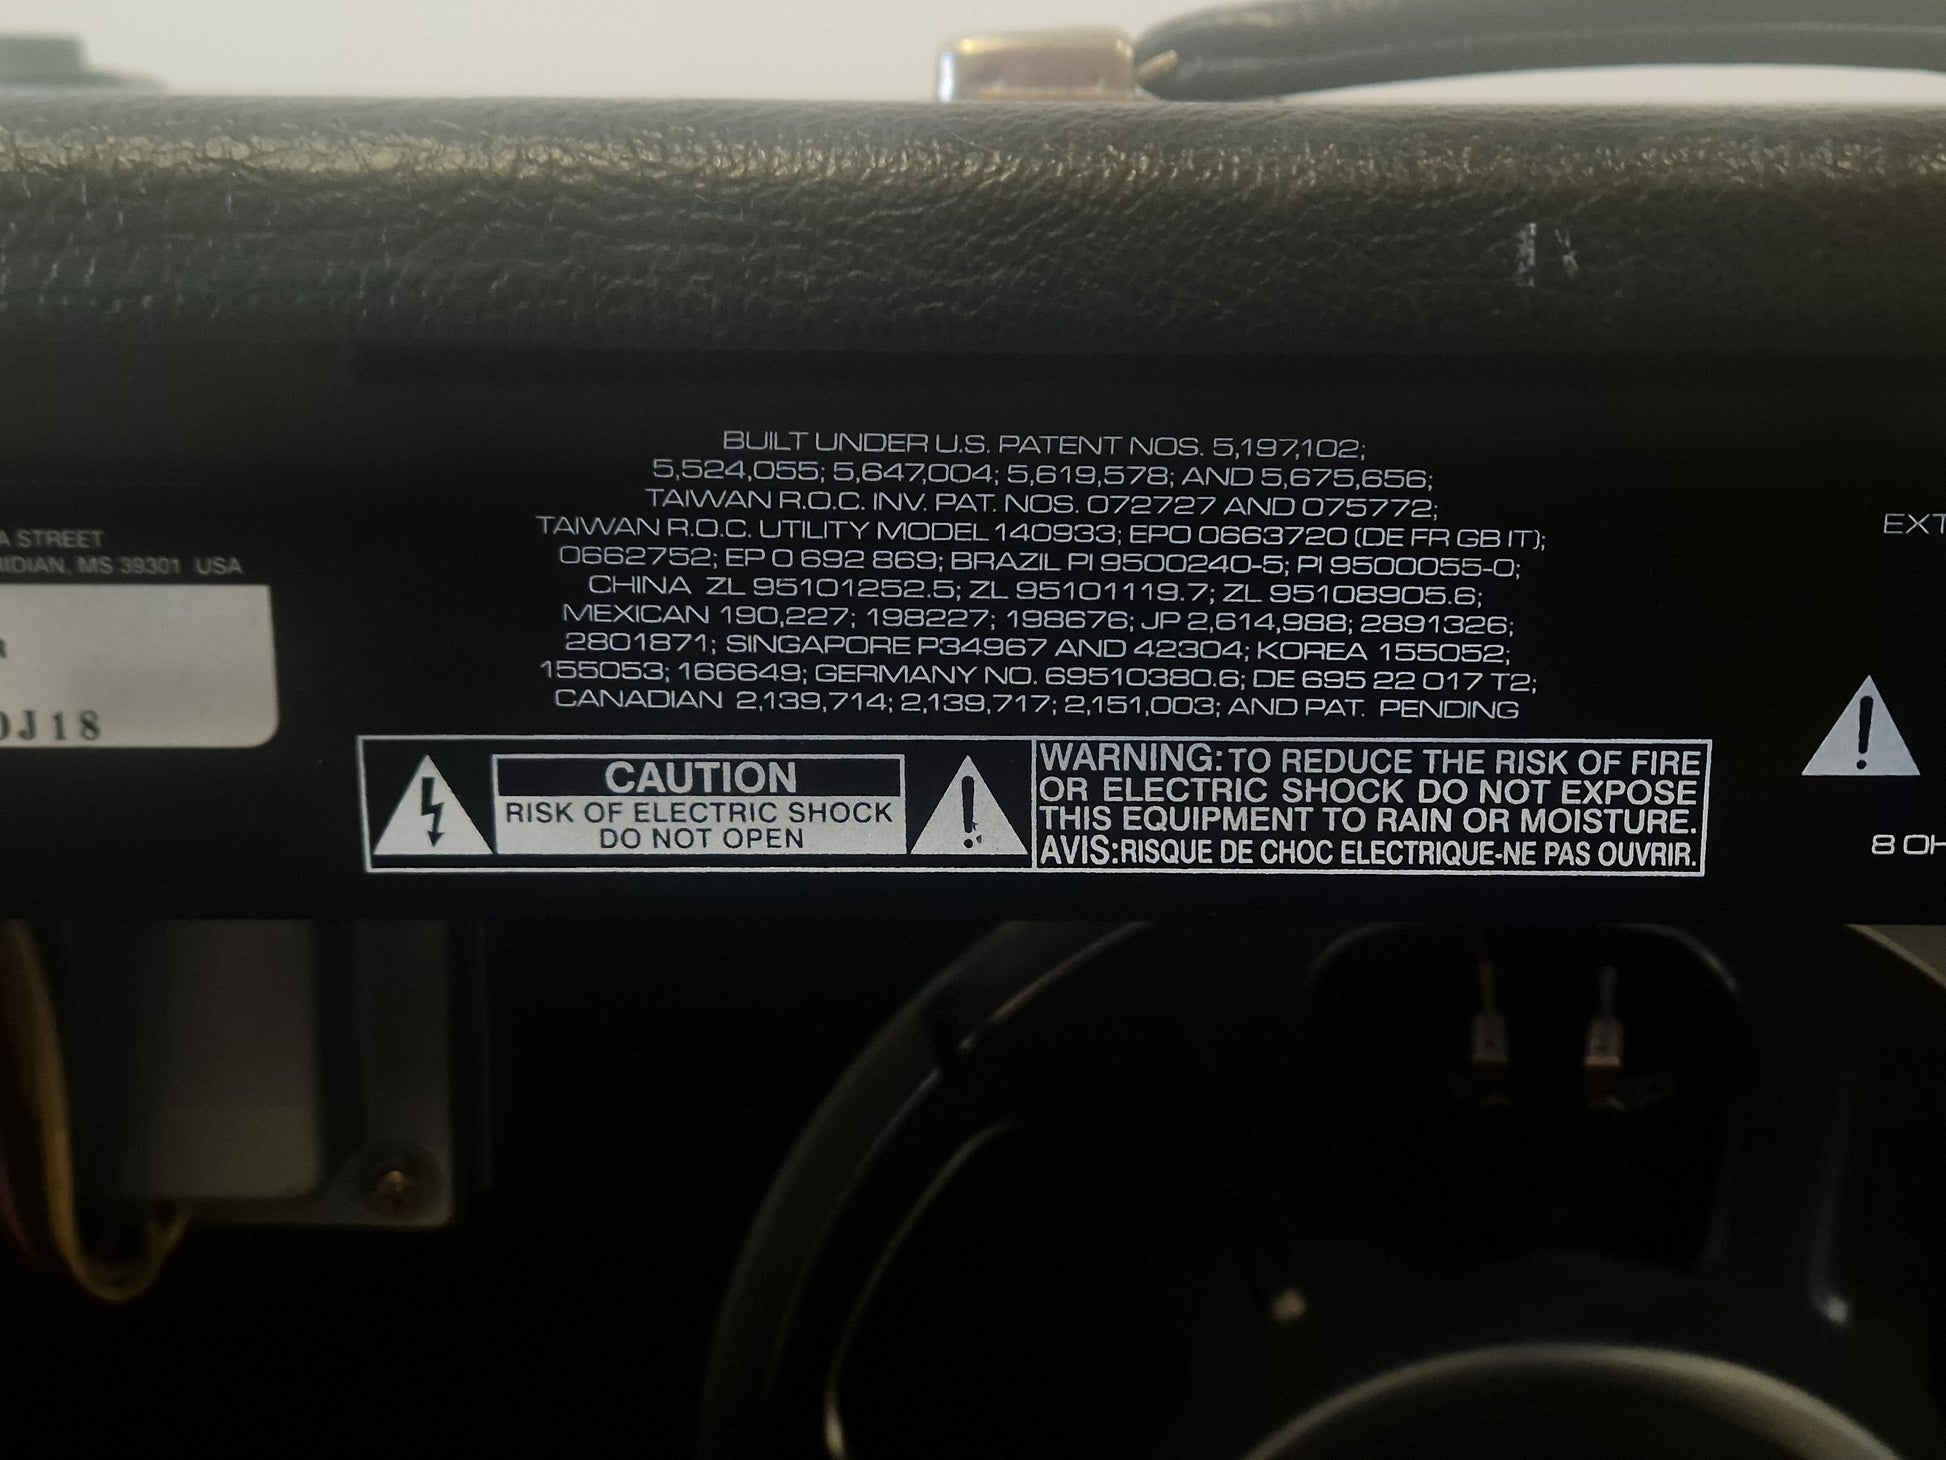 BUILT UNDER U.S. PATENT NOS. 5,197,102;
5,524,055; 5,647,004; 5,619,578; AND 5,675,656;
TAIWAN R.O.C. INV. PAT. NOS. 072727 AND 075772;
TAIWAN R.O.C. UTILITY MODEL 140933; EPO 0663720 (DE FR GB IT);
0662752; EP 0 692 869; BRAZIL PI 9500240-5; PI 9500055-0;
CHINA ZL 95101252.5; ZL 95101119.7; ZL 95108905.6;
MEXICAN 190,227; 198227; 198676; JP 2,614,988; 2891326;
2801871; SINGAPORE P34967 AND 42304; KOREA 155052;
155053; 166649; GERMANY NO. 69510380.6; DE 695 22 017 T2;
CANADIAN 2,139,714; 2,139,717; 2,151,003; AND PAT. PENDING
A STREET
RIDIAN, MS 39301 USA
R
0J18
CAUTION
RISK OF ELECTRIC SHOCK
DO NOT OPEN
WARNING: TO REDUCE THE RISK OF FIRE
OR ELECTRIC SHOCK DO NOT EXPOSE
THIS EQUIPMENT TO RAIN OR MOISTURE.
AVIS: RISQUE DE CHOC ELECTRIQUE-NE PAS OUVRIR.
EXT
8 OH